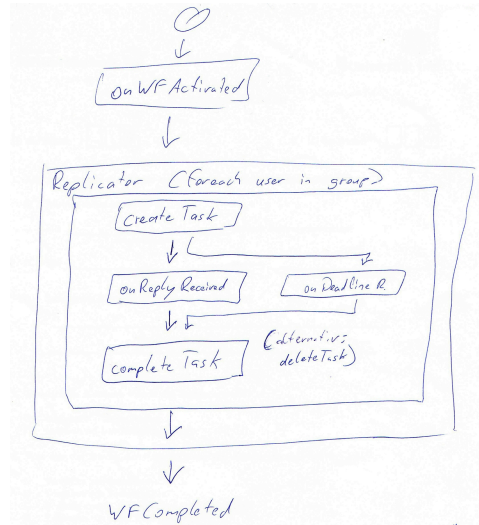 onWFActivated
Replicator (foreach user in group)
create Task
onReply Received
onDeadline R.
complete Task
(alternativ:
deleteTask)
WFCompleted